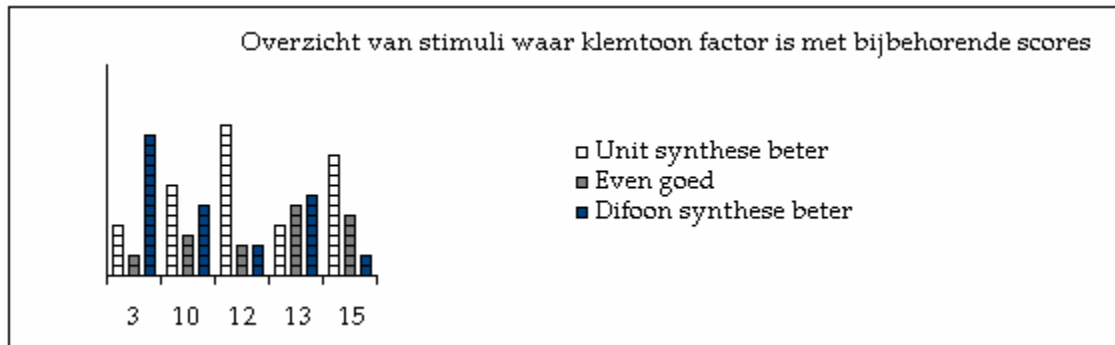 Overzicht van stimuli waar klemtoon factor is met bijbehorende scores
Unit synthese beter
Even goed
Difoon synthese beter
3 10 12 13 15